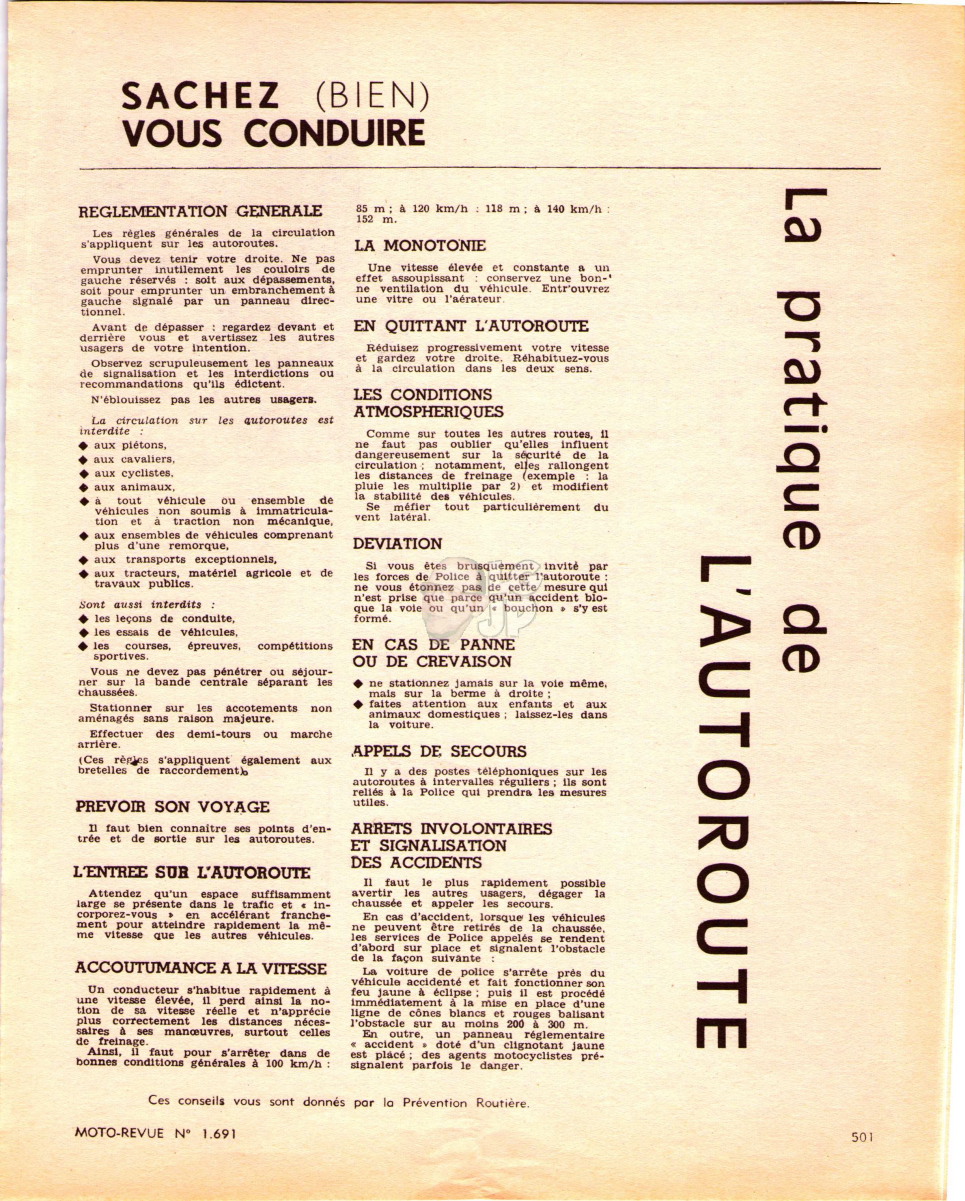 SACHEZ (BIEN)
VOUS CONDUIRE
La pratique de
L'AUTOROUTE
REGLEMENTATION GENERALE
Les régles générales de la circulation
s'appliquent sur les autoroutes.
Vous devez tenir votre droite. Ne pas
emprunter inutilement les couloirs de
gauche réservés : soit aux dépassements,
soit pour emprunter un embranchement à
gauche signalé par un panneau direc-
tionnel.
Avant de dépasser : regardez devant et
derrière vous et avertissez les autres
usagers de votre intention.
Observez scrupuleusement les panneaux
de signalisation et les interdictions ou
recommandations qu'ils édictent.
N'éblouissez pas les autres usagers.
La circulation sur les autoroutes est
interdite :
◆ aux piétons,
◆ aux cavaliers,
◆ aux cyclistes,
◆ aux animaux,
◆ à tout véhicule ou ensemble de
véhicules non soumis à immatricula-
tion et à traction non mécanique,
◆ aux ensembles de véhicules comprenant
plus d'une remorque,
◆ aux transports exceptionnels,
◆ aux tracteurs, matériel agricole et de
travaux publics.
Sont aussi interdits :
◆ les leçons de conduite,
◆ les essais de véhicules,
◆ les courses, épreuves, compétitions
sportives.
Vous ne devez pas pénétrer ou séjour-
ner sur la bande centrale séparant les
chaussées.
Stationner sur les accotements non
aménagés sans raison majeure.
Effectuer des demi-tours ou marche
arrière.
(Ces règles s'appliquent également aux
bretelles de raccordement).
PREVOIR SON VOYAGE
Il faut bien connaître ses points d'en-
trée et de sortie sur les autoroutes.
L'ENTREE SUR L'AUTOROUTE
Attendez qu'un espace suffisamment
large se présente dans le trafic et « in-
corporez-vous » en accélérant franche-
ment pour atteindre rapidement la mê-
me vitesse que les autres véhicules.
ACCOUTUMANCE A LA VITESSE
Un conducteur s'habitue rapidement à
une vitesse élevée, il perd ainsi la no-
tion de sa vitesse réelle et n'apprécie
plus correctement les distances néces-
saires à ses manœuvres, surtout celles
de freinage.
Ainsi, il faut pour s'arrêter dans de
bonnes conditions générales à 100 km/h :
85 m ; à 120 km/h : 118 m ; à 140 km/h :
152 m.
LA MONOTONIE
Une vitesse élevée et constante a un
effet assoupissant : conservez une bon-
ne ventilation du véhicule. Entr'ouvrez
une vitre ou l'aérateur.
EN QUITTANT L'AUTOROUTE
Réduisez progressivement votre vitesse
et gardez votre droite. Réhabituez-vous
à la circulation dans les deux sens.
LES CONDITIONS
ATMOSPHERIQUES
Comme sur toutes les autres routes, il
ne faut pas oublier qu'elles influent
dangereusement sur la sécurité de la
circulation ; notamment, elles rallongent
les distances de freinage (exemple : la
pluie les multiplie par 2) et modifient
la stabilité des véhicules.
Se méfier tout particulièrement du
vent latéral.
DEVIATION
Si vous êtes brusquement invité par
les forces de Police à quitter l'autoroute :
ne vous étonnez pas de cette mesure qui
n'est prise que parce qu'un accident blo-
que la voie ou qu'un « bouchon » s'y est
formé.
EN CAS DE PANNE
OU DE CREVAISON
◆ ne stationnez jamais sur la voie même,
mais sur la berme à droite ;
◆ faites attention aux enfants et aux
animaux domestiques ; laissez-les dans
la voiture.
APPELS DE SECOURS
Il y a des postes téléphoniques sur les
autoroutes à intervalles réguliers ; ils sont
reliés à la Police qui prendra les mesures
utiles.
ARRETS INVOLONTAIRES
ET SIGNALISATION
DES ACCIDENTS
Il faut le plus rapidement possible
avertir les autres usagers, dégager la
chaussée et appeler les secours.
En cas d'accident, lorsque les véhicules
ne peuvent être retirés de la chaussée,
les services de Police appelés se rendent
d'abord sur place et signalent l'obstacle
de la façon suivante :
La voiture de police s'arrête près du
véhicule accidenté et fait fonctionner son
feu jaune à éclipse ; puis il est procédé
immédiatement à la mise en place d'une
ligne de cônes blancs et rouges balisant
l'obstacle sur au moins 200 à 300 m.
En outre, un panneau réglementaire
« accident » doté d'un clignotant jaune
est placé ; des agents motocyclistes pré-
signalent parfois le danger.
Ces conseils vous sont donnés par la Prévention Routière.
MOTO-REVUE N° 1.691
501